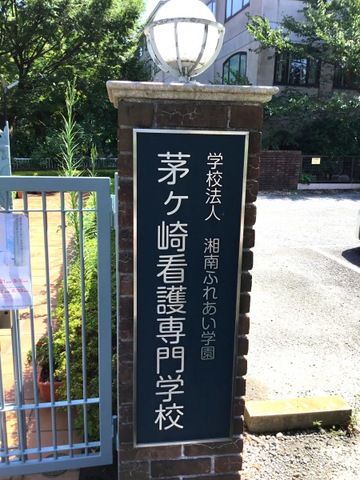 学校法人 湘南ふれあい学園
茅ヶ崎看護専門学校